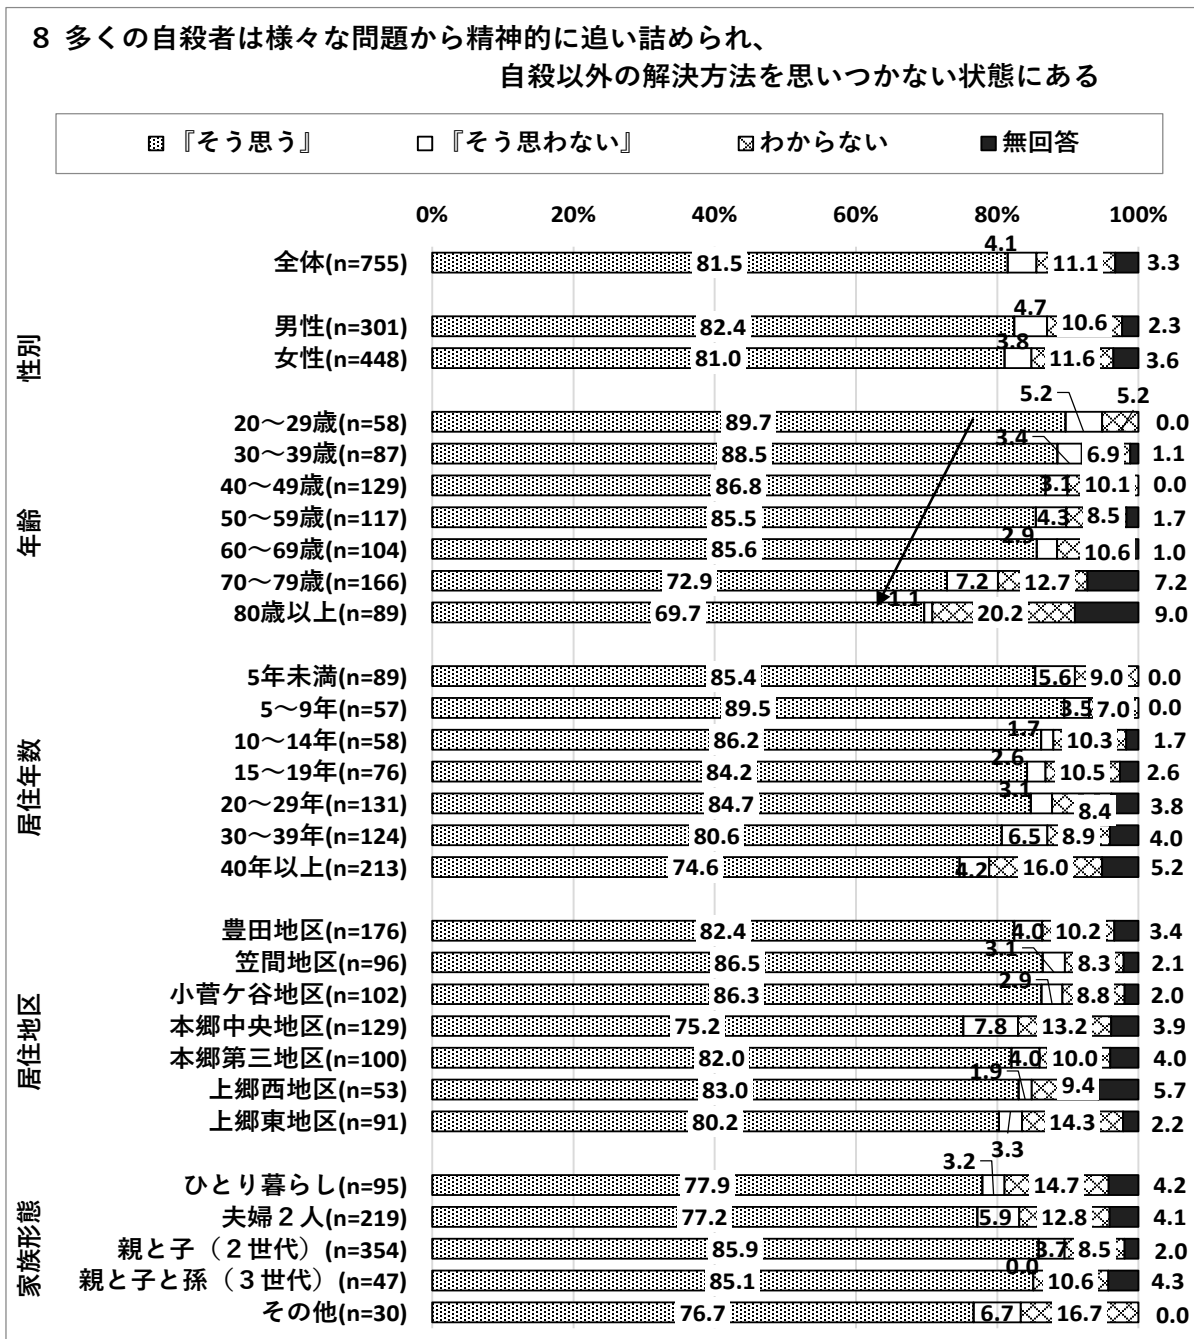 8 多くの自殺者は様々な問題から精神的に追い詰められ、
自殺以外の解決方法を思いつかない状態にある
『そう思う』 『そう思わない』 わからない 無回答
0% 20% 40% 60% 80% 100%
全体(n=755) 81.5 4.1 11.1 3.3
性別
男性(n=301) 82.4 4.7 10.6 2.3
女性(n=448) 81.0 3.8 11.6 3.6
年齢
20～29歳(n=58) 89.7 5.2 5.2 0.0
30～39歳(n=87) 88.5 3.4 6.9 1.1
40～49歳(n=129) 86.8 3.1 10.1 0.0
50～59歳(n=117) 85.5 4.3 8.5 1.7
60～69歳(n=104) 85.6 2.9 10.6 1.0
70～79歳(n=166) 72.9 7.2 12.7 7.2
80歳以上(n=89) 69.7 1.1 20.2 9.0
居住年数
5年未満(n=89) 85.4 5.6 9.0 0.0
5～9年(n=57) 89.5 3.5 7.0 0.0
10～14年(n=58) 86.2 1.7 10.3 1.7
15～19年(n=76) 84.2 2.6 10.5 2.6
20～29年(n=131) 84.7 3.1 8.4 3.8
30～39年(n=124) 80.6 6.5 8.9 4.0
40年以上(n=213) 74.6 4.2 16.0 5.2
居住地区
豊田地区(n=176) 82.4 4.0 10.2 3.4
笠間地区(n=96) 86.5 3.1 8.3 2.1
小菅ケ谷地区(n=102) 86.3 2.9 8.8 2.0
本郷中央地区(n=129) 75.2 7.8 13.2 3.9
本郷第三地区(n=100) 82.0 4.0 10.0 4.0
上郷西地区(n=53) 83.0 1.9 9.4 5.7
上郷東地区(n=91) 80.2 3.3 14.3 2.2
家族形態
ひとり暮らし(n=95) 77.9 3.2 14.7 4.2
夫婦２人(n=219) 77.2 5.9 12.8 4.1
親と子（２世代）(n=354) 85.9 3.7 8.5 2.0
親と子と孫（３世代）(n=47) 85.1 0.0 10.6 4.3
その他(n=30) 76.7 6.7 16.7 0.0